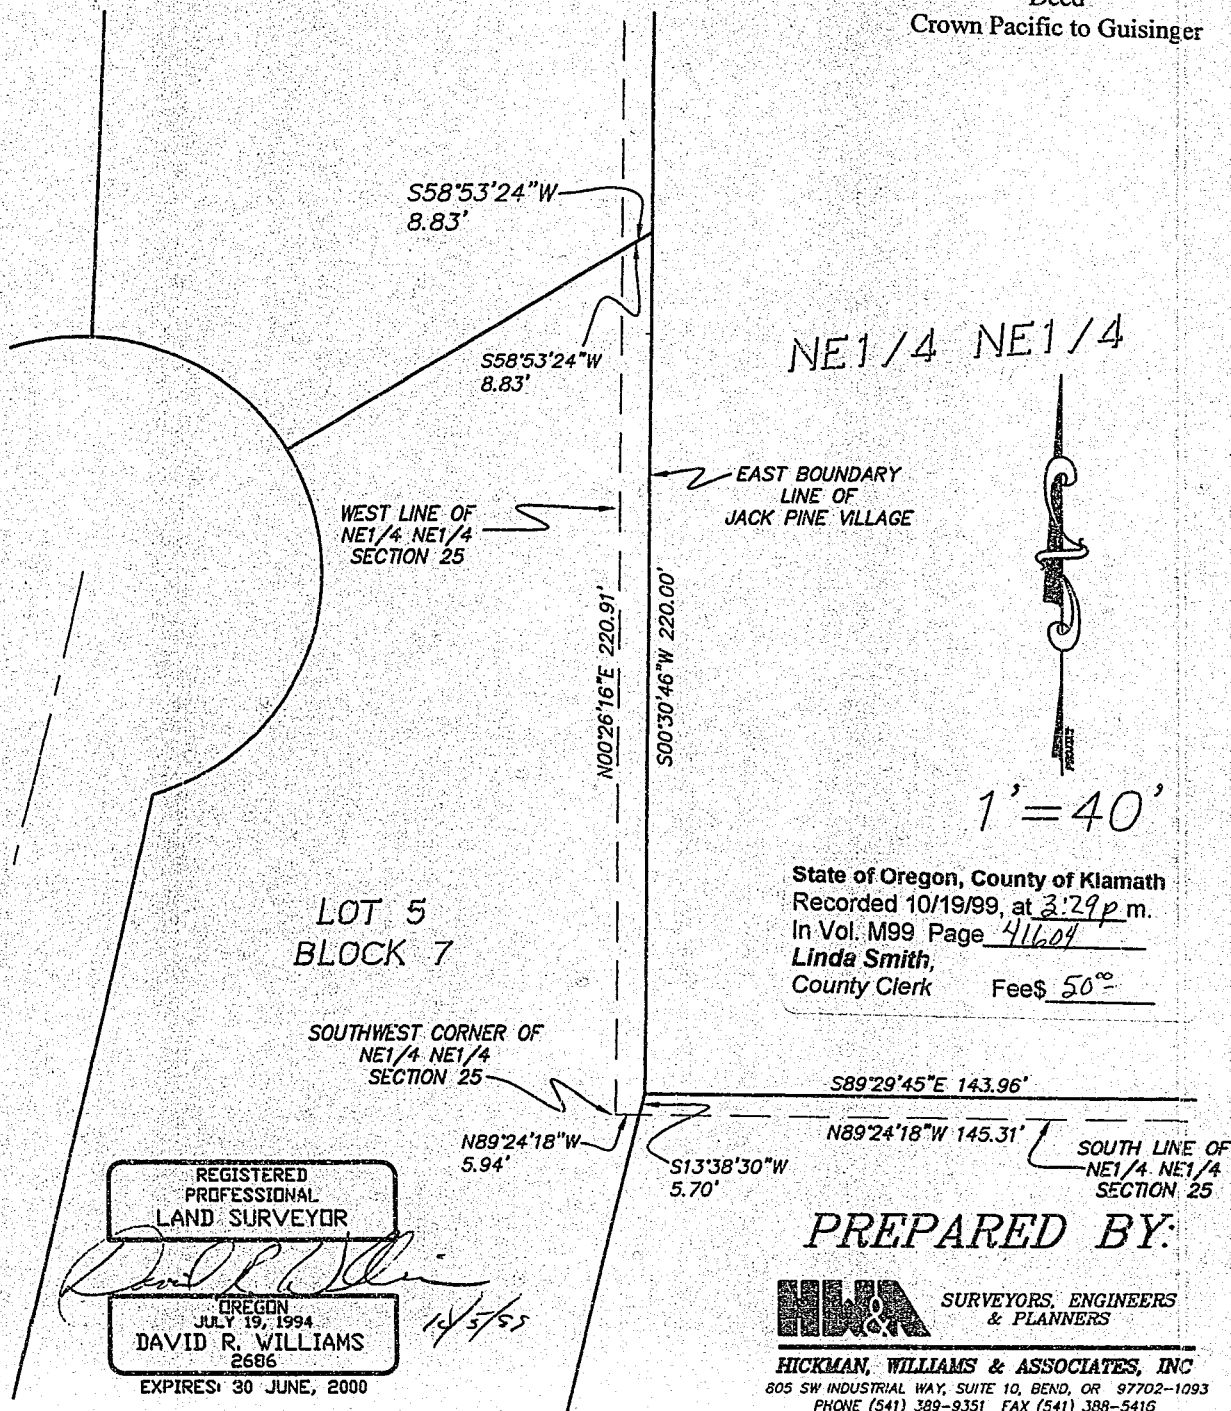 Deed
Crown Pacific to Guisinger
S58°53'24"W
8.83'
S58°53'24"W
8.83'
NE1/4 NE1/4
EAST BOUNDARY
LINE OF
JACK PINE VILLAGE
WEST LINE OF
NE1/4 NE1/4
SECTION 25
N00°26'16"E 220.91'
S00°30'46"W 220.00'
PROJECT
1'=40'
State of Oregon, County of Klamath
Recorded 10/19/99, at 3:29 p m.
In Vol. M99 Page 41604
Linda Smith,
County Clerk Fee$ 50⁰⁰
LOT 5
BLOCK 7
SOUTHWEST CORNER OF
NE1/4 NE1/4
SECTION 25
S89°29'45"E 143.96'
N89°24'18"W
5.94'
S13°38'30"W
5.70'
N89°24'18"W 145.31'
SOUTH LINE OF
NE1/4 NE1/4
SECTION 25
REGISTERED
PROFESSIONAL
LAND SURVEYOR
David R. Williams
OREGON
JULY 19, 1994
DAVID R. WILLIAMS
2686
EXPIRES: 30 JUNE, 2000
PREPARED BY:
HW&A SURVEYORS, ENGINEERS
& PLANNERS
HICKMAN, WILLIAMS & ASSOCIATES, INC
805 SW INDUSTRIAL WAY, SUITE 10, BEND, OR 97702-1093
PHONE (541) 389-9351 FAX (541) 388-5416